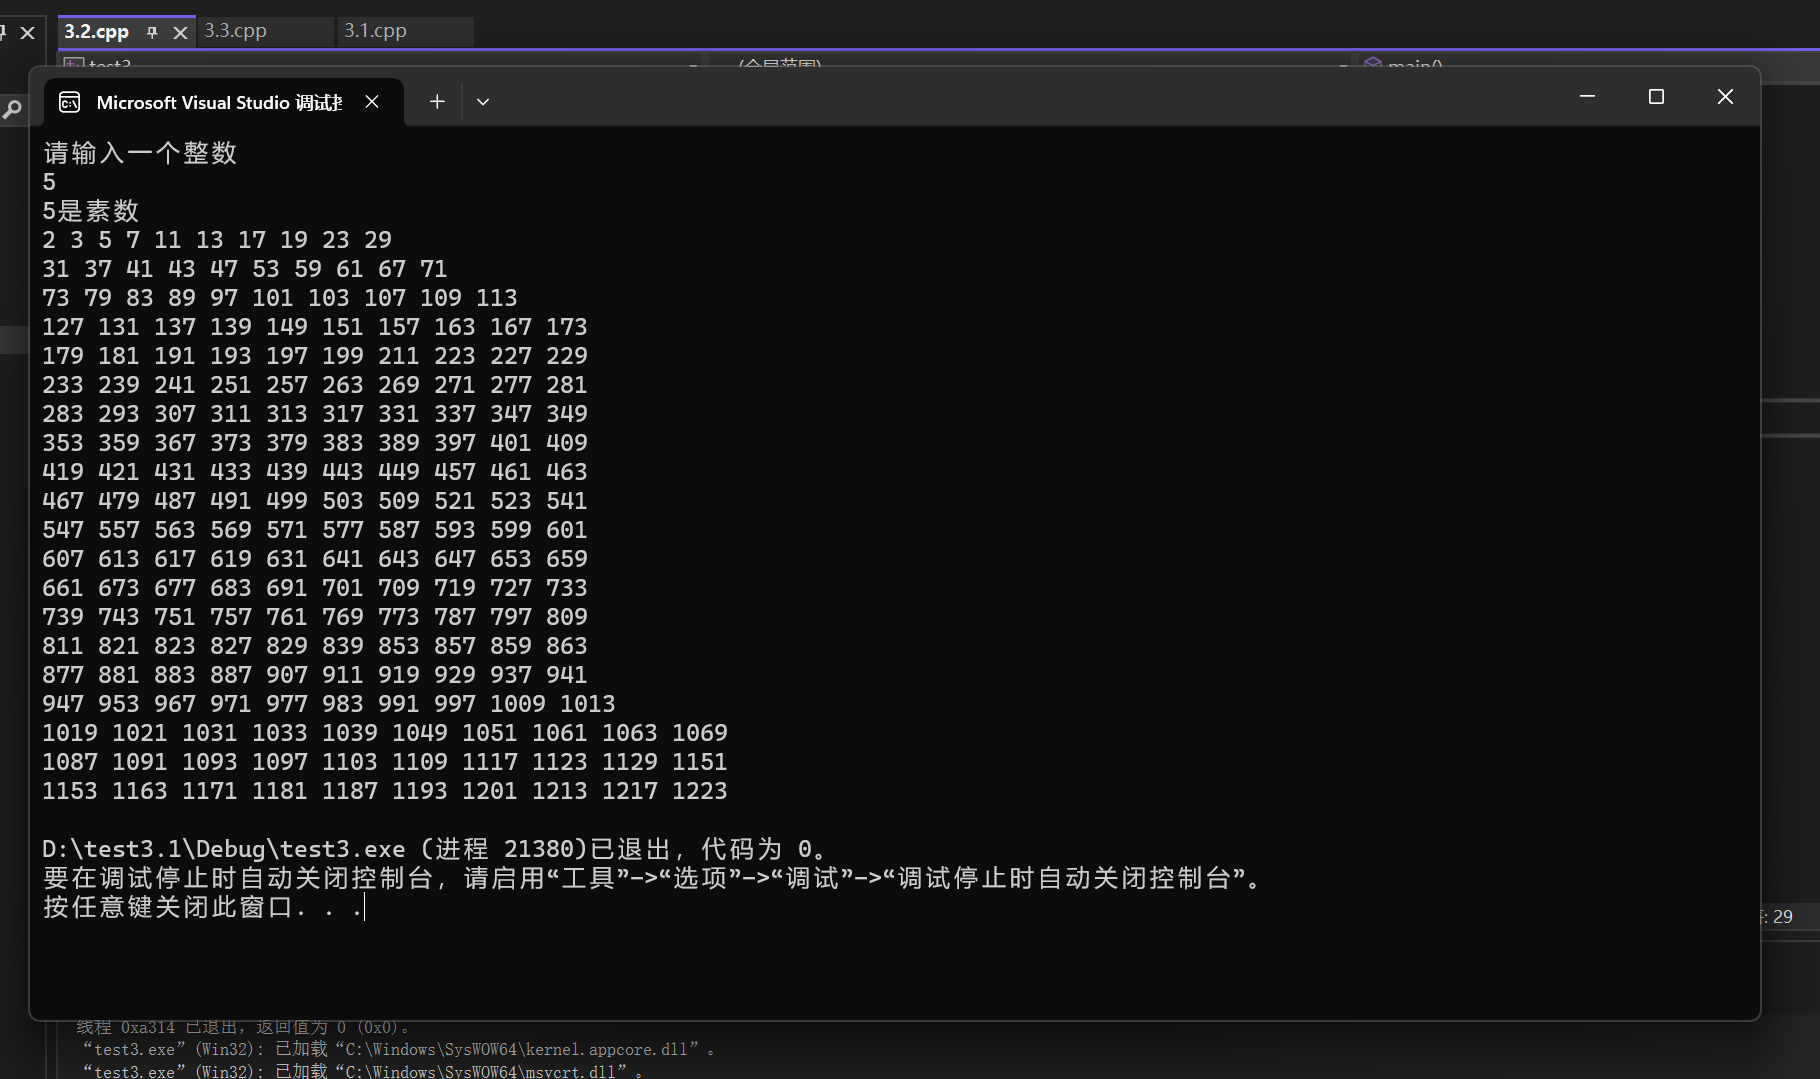 3.2.cpp 3.3.cpp 3.1.cpp
test3 (全局范围) main()
Microsoft Visual Studio 调试
请输入一个整数
5
5是素数
2 3 5 7 11 13 17 19 23 29
31 37 41 43 47 53 59 61 67 71
73 79 83 89 97 101 103 107 109 113
127 131 137 139 149 151 157 163 167 173
179 181 191 193 197 199 211 223 227 229
233 239 241 251 257 263 269 271 277 281
283 293 307 311 313 317 331 337 347 349
353 359 367 373 379 383 389 397 401 409
419 421 431 433 439 443 449 457 461 463
467 479 487 491 499 503 509 521 523 541
547 557 563 569 571 577 587 593 599 601
607 613 617 619 631 641 643 647 653 659
661 673 677 683 691 701 709 719 727 733
739 743 751 757 761 769 773 787 797 809
811 821 823 827 829 839 853 857 859 863
877 881 883 887 907 911 919 929 937 941
947 953 967 971 977 983 991 997 1009 1013
1019 1021 1031 1033 1039 1049 1051 1061 1063 1069
1087 1091 1093 1097 1103 1109 1117 1123 1129 1151
1153 1163 1171 1181 1187 1193 1201 1213 1217 1223
D:\test3.1\Debug\test3.exe (进程 21380)已退出，代码为 0。
要在调试停止时自动关闭控制台，请启用“工具”->“选项”->“调试”->“调试停止时自动关闭控制台”。
按任意键关闭此窗口. . .
: 29
线程 0xa314 已退出，返回值为 0 (0x0)。
“test3.exe” (Win32): 已加载 “C:\Windows\SysWOW64\kernel.appcore.dll”。
“test3.exe” (Win32): 已加载 “C:\Windows\SysWOW64\msvcrt.dll”。